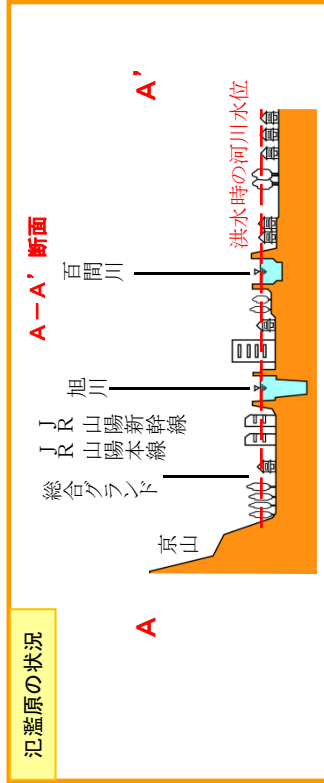 氾濫原の状況
A－A’断面
A
A’
京山
総合グランド
JR山陽本線
JR山陽新幹線
旭川
百間川
洪水時の河川水位